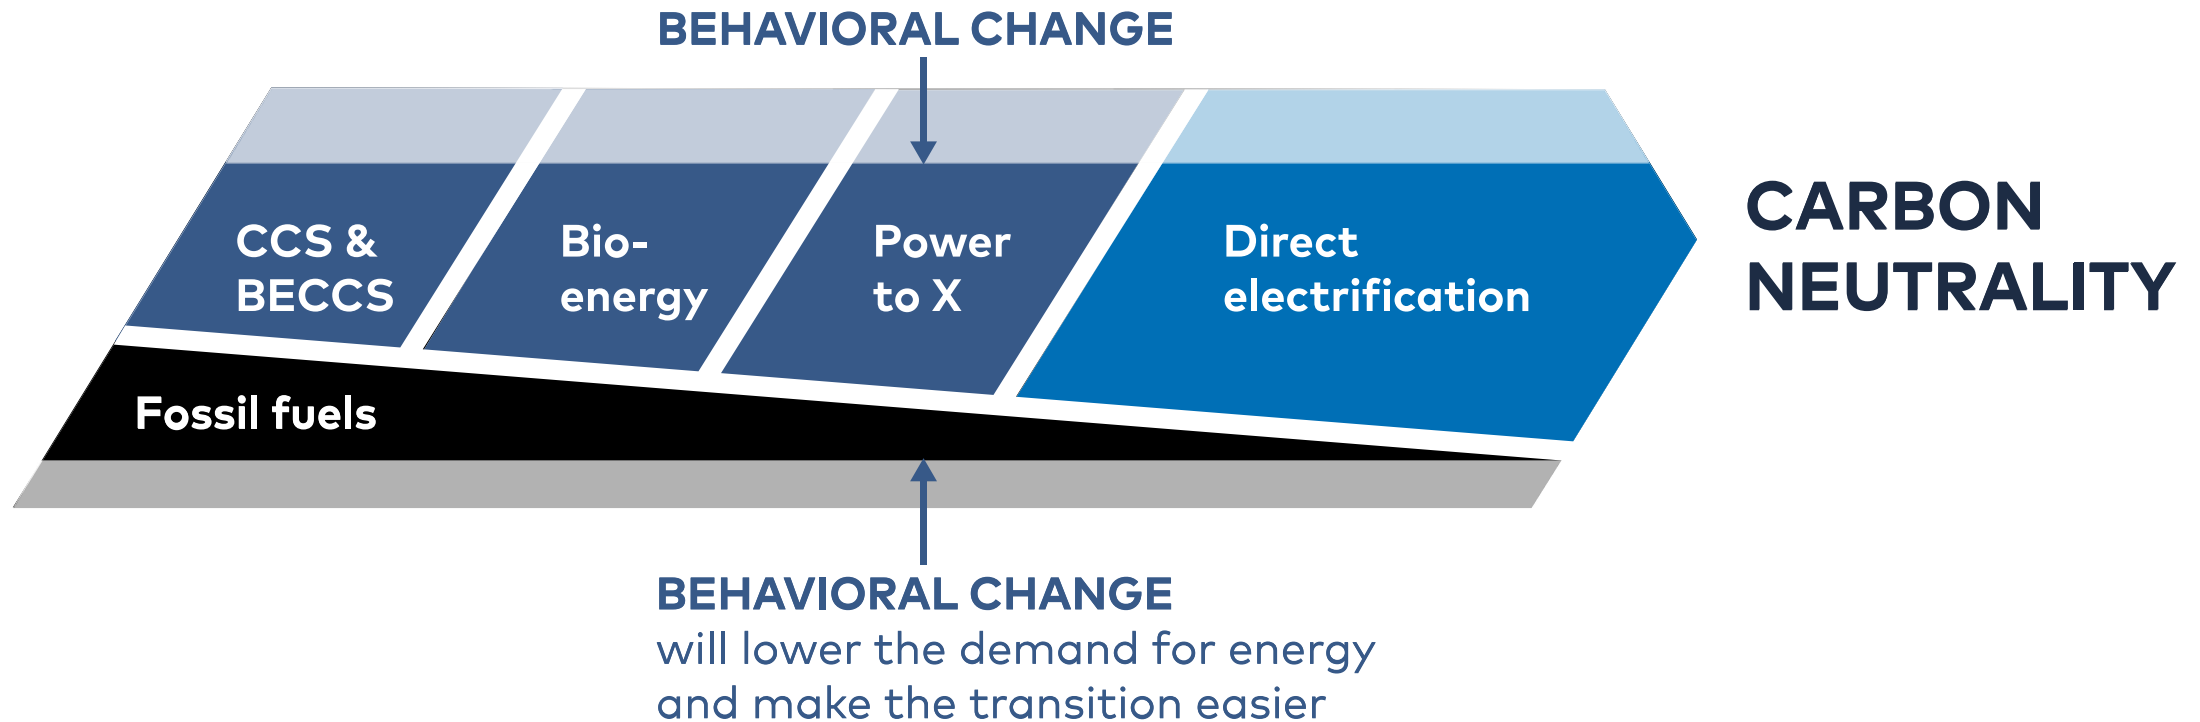 BEHAVIORAL CHANGE
CCS &
BECCS
Bio-
energy
Power
to X
Direct
electrification
CARBON
NEUTRALITY
Fossil fuels
BEHAVIORAL CHANGE
will lower the demand for energy
and make the transition easier